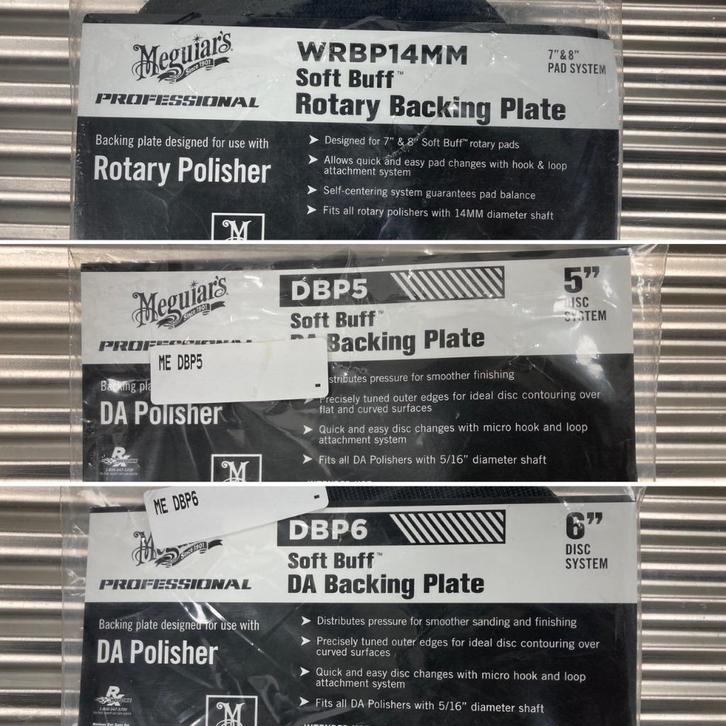 Meguiar's
Since 1901
PROFESSIONAL
WRBP14MM
Soft Buff™
Rotary Backing Plate
7" & 8"
PAD SYSTEM
Backing plate designed for use with
Rotary Polisher
➤ Designed for 7" & 8" Soft Buff™ rotary pads
➤ Allows quick and easy pad changes with hook & loop
attachment system
➤ Self-centering system guarantees pad balance
➤ Fits all rotary polishers with 14MM diameter shaft
M
Meguiar's
Since 1901
DBP5
Soft Buff™
Backing Plate
5"
DISC
SYSTEM
ME DBP5
Backing
DA Polisher
stributes pressure for smoother finishing
➤ Precisely tuned outer edges for ideal disc contouring over
flat and curved surfaces
➤ Quick and easy disc changes with micro hook and loop
attachment system
➤ Fits all DA Polishers with 5/16" diameter shaft
RX
M
ME DBP6
Since 1901
PROFESSIONAL
DBP6
Soft Buff™
DA Backing Plate
6"
DISC
SYSTEM
Backing plate designed for use with
DA Polisher
➤ Distributes pressure for smoother sanding and finishing
➤ Precisely tuned outer edges for ideal disc contouring over
curved surfaces
➤ Quick and easy disc changes with micro hook and loop
attachment system
➤ Fits all DA Polishers with 5/16" diameter shaft
RX
M